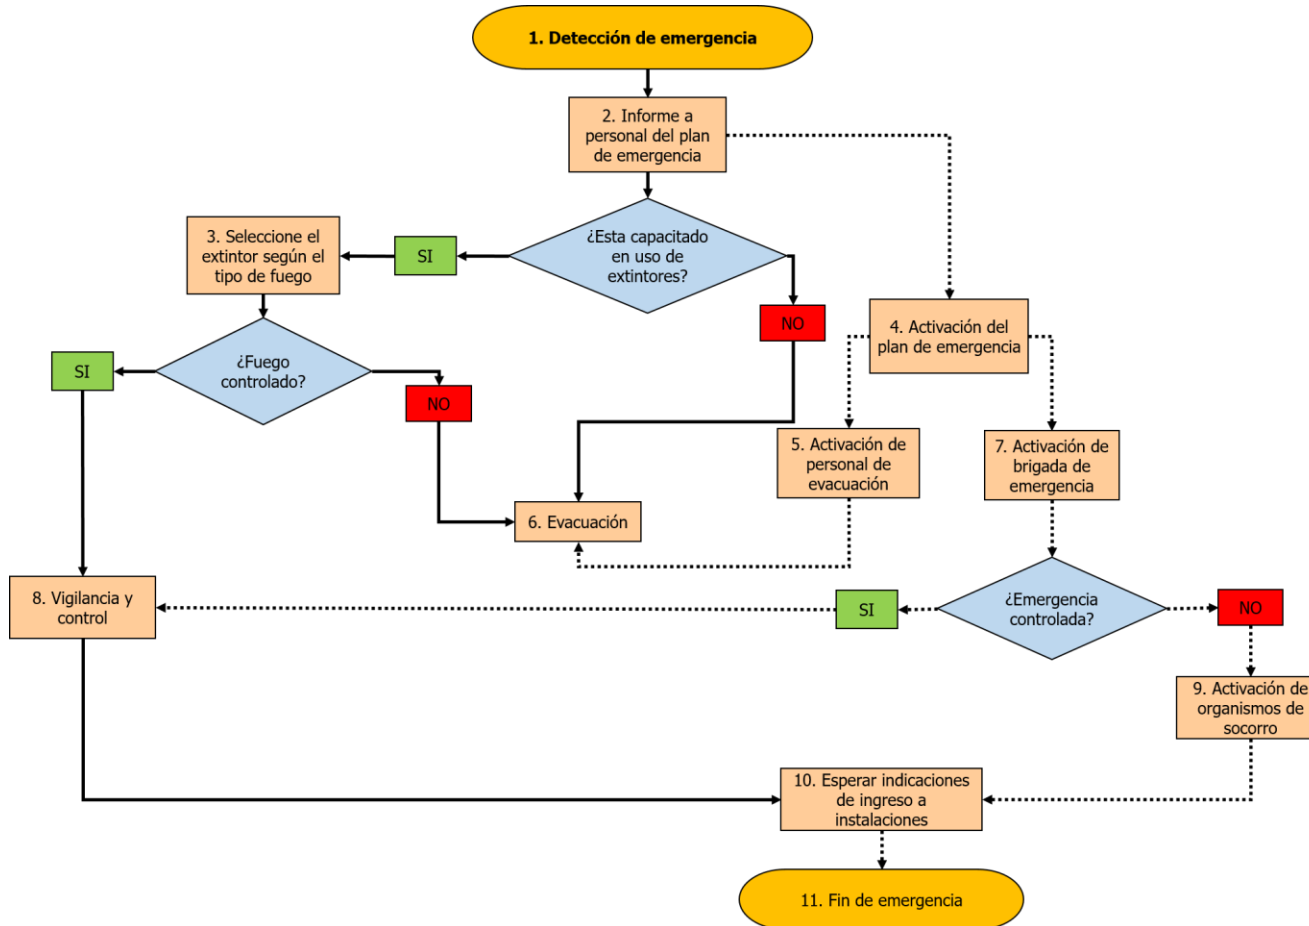 1. Detección de emergencia
2. Informe a
personal del plan
de emergencia
3. Seleccione el
extintor según el
tipo de fuego
SI
¿Esta capacitado
en uso de
extintores?
NO
4. Activación del
plan de emergencia
SI
¿Fuego
controlado?
NO
5. Activación de
personal de
evacuación
7. Activación de
brigada de
emergencia
6. Evacuación
8. Vigilancia y
control
SI
¿Emergencia
controlada?
NO
9. Activación de
organismos de
socorro
10. Esperar indicaciones
de ingreso a
instalaciones
11. Fin de emergencia